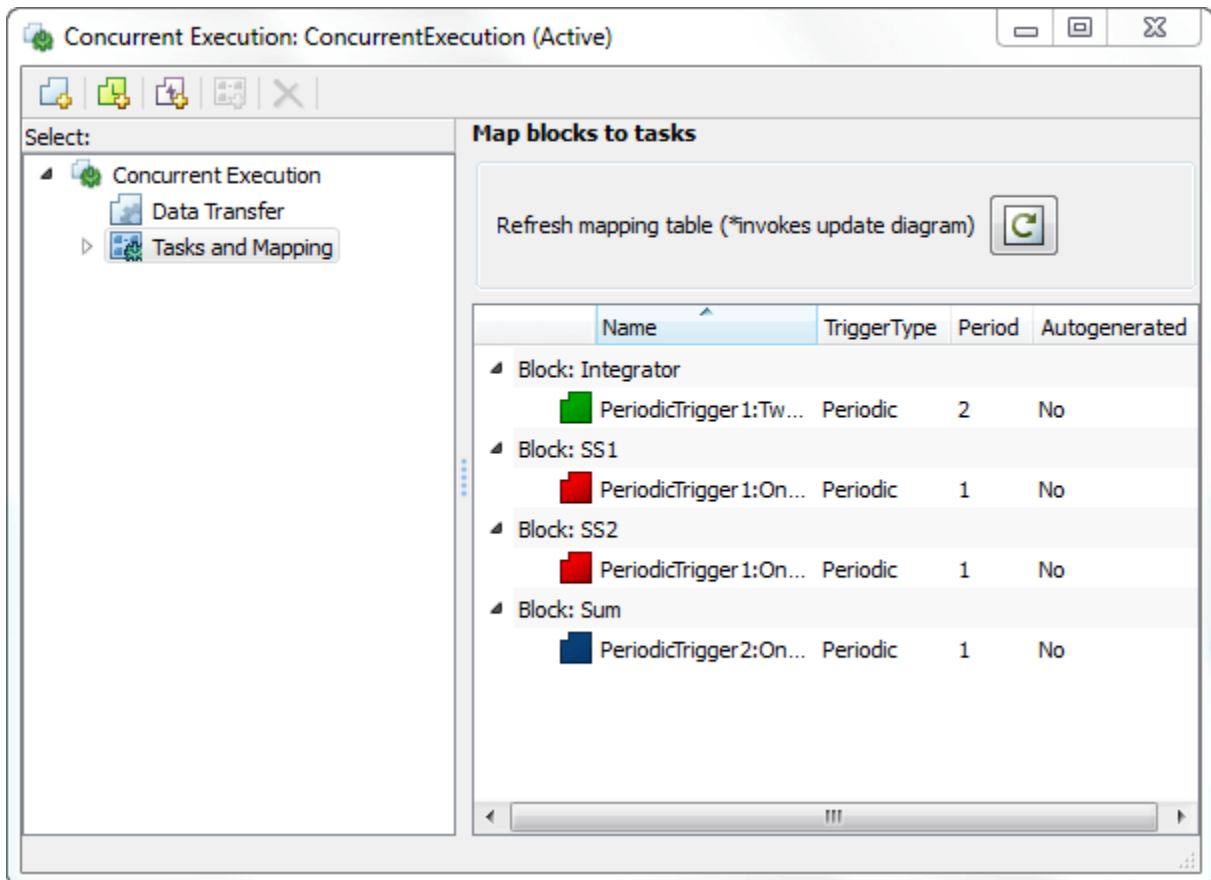 Concurrent Execution: ConcurrentExecution (Active)
Select:
Concurrent Execution
Data Transfer
Tasks and Mapping
Map blocks to tasks
Refresh mapping table (*invokes update diagram)
Name TriggerType Period Autogenerated
Block: Integrator
PeriodicTrigger1:Tw... Periodic 2 No
Block: SS1
PeriodicTrigger1:On... Periodic 1 No
Block: SS2
PeriodicTrigger1:On... Periodic 1 No
Block: Sum
PeriodicTrigger2:On... Periodic 1 No